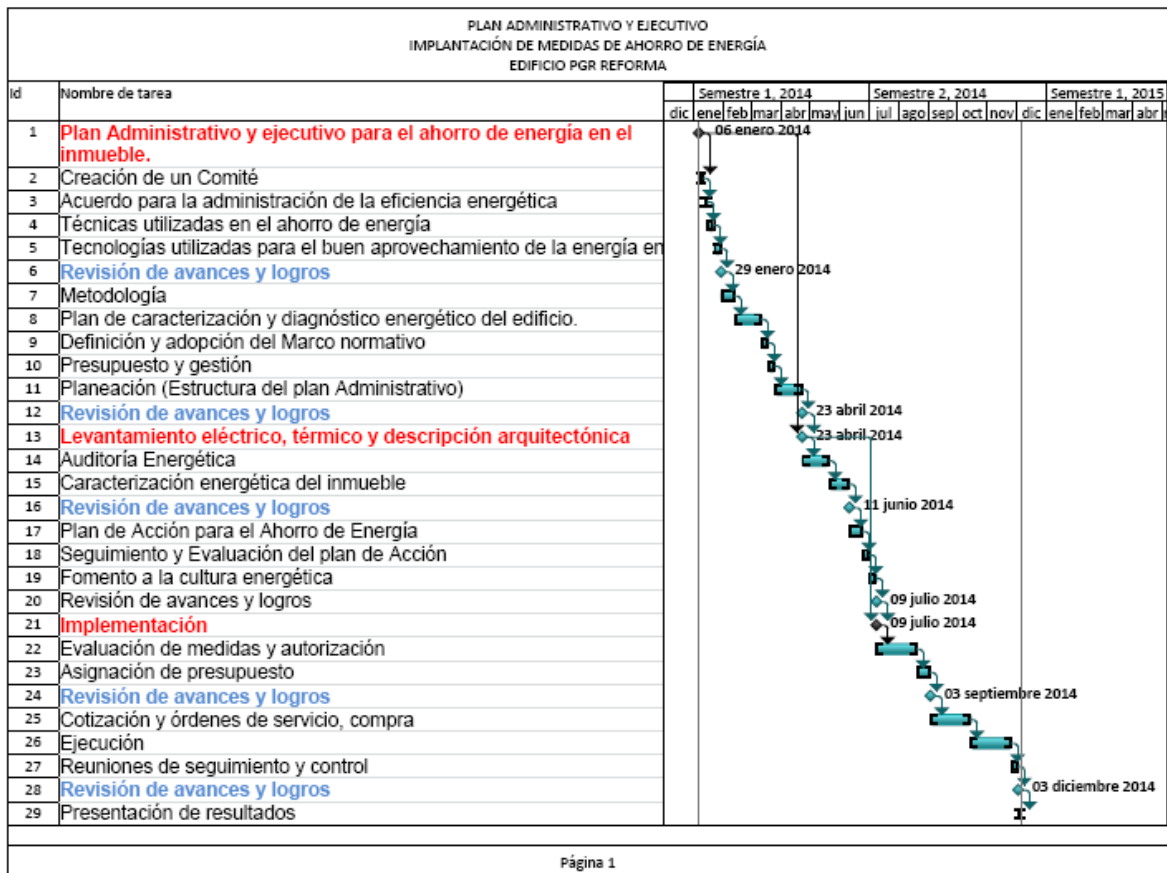 PLAN ADMINISTRATIVO Y EJECUTIVO
IMPLANTACIÓN DE MEDIDAS DE AHORRO DE ENERGÍA
EDIFICIO PGR REFORMA
Id Nombre de tarea Semestre 1, 2014 Semestre 2, 2014 Semestre 1, 2015
dic ene feb mar abr may jun jul ago sep oct nov dic ene feb mar abr
1 Plan Administrativo y ejecutivo para el ahorro de energía en el 06 enero 2014
inmueble.
2 Creación de un Comité
3 Acuerdo para la administración de la eficiencia energética
4 Técnicas utilizadas en el ahorro de energía
5 Tecnologías utilizadas para el buen aprovechamiento de la energía en
6 Revisión de avances y logros 29 enero 2014
7 Metodología
8 Plan de caracterización y diagnóstico energético del edificio.
9 Definición y adopción del Marco normativo
10 Presupuesto y gestión
11 Planeación (Estructura del plan Administrativo)
12 Revisión de avances y logros 23 abril 2014
13 Levantamiento eléctrico, térmico y descripción arquitectónica 23 abril 2014
14 Auditoría Energética
15 Caracterización energética del inmueble
16 Revisión de avances y logros 11 junio 2014
17 Plan de Acción para el Ahorro de Energía
18 Seguimiento y Evaluación del plan de Acción
19 Fomento a la cultura energética
20 Revisión de avances y logros 09 julio 2014
21 Implementación 09 julio 2014
22 Evaluación de medidas y autorización
23 Asignación de presupuesto
24 Revisión de avances y logros 03 septiembre 2014
25 Cotización y órdenes de servicio, compra
26 Ejecución
27 Reuniones de seguimiento y control
28 Revisión de avances y logros 03 diciembre 2014
29 Presentación de resultados
Página 1